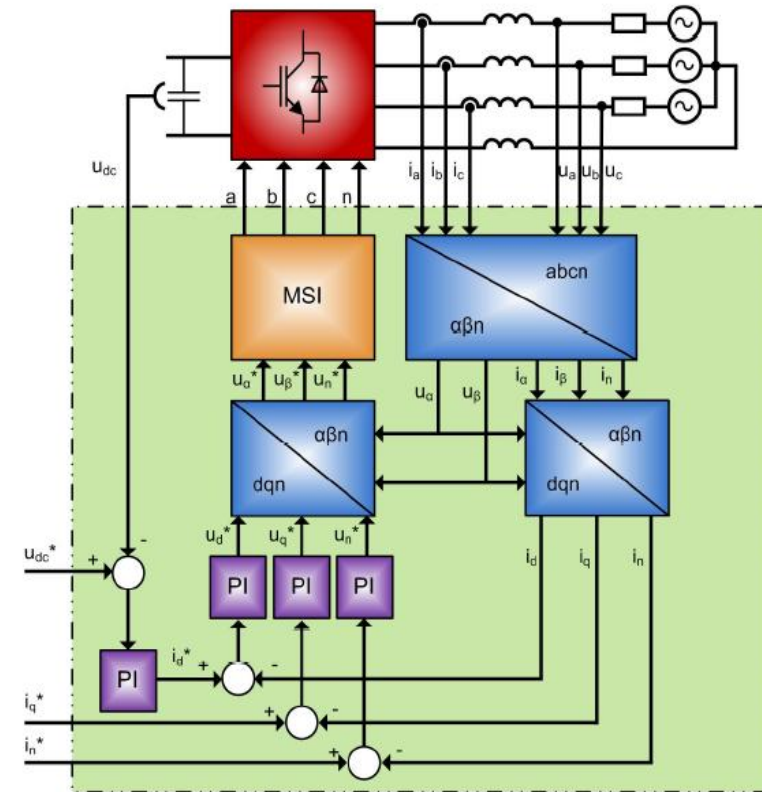 u_dc
i_a i_b i_c
u_a u_b u_c
a b c n
MSI
abcn
αβn
u_α* u_β* u_n*
u_α u_β
i_α i_β i_n
αβn
dqn
αβn
dqn
u_d* u_q* u_n*
i_d i_q i_n
-
u_dc* +
PI PI PI
PI
i_d* + -
i_q* + -
i_n* + -